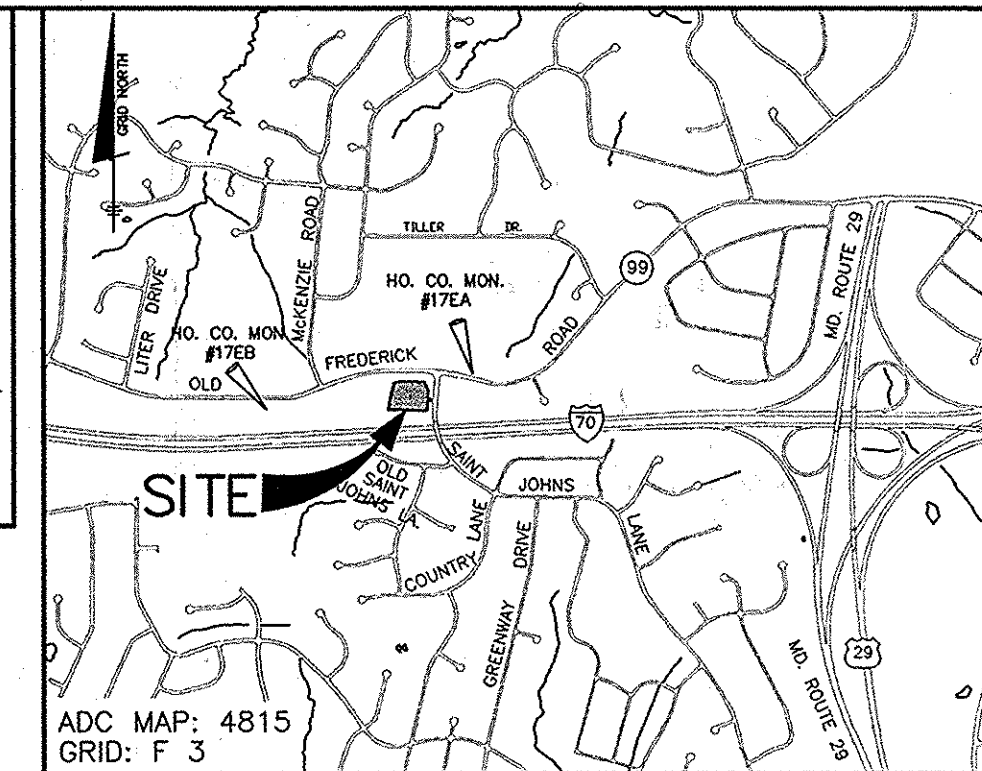 GRID NORTH
TILLER DR.
99
MD. ROUTE 29
McKENZIE ROAD
HO. CO. MON.
#17EA
LITER DRIVE
HO. CO. MON
#17EB
ROAD
FREDERICK
OLD
70
SITE
OLD
SAINT
JOHNS LA.
SAINT
JOHNS
LANE
COUNTRY LANE
GREENWAY DRIVE
29
MD. ROUTE 29
ADC MAP: 4815
GRID: F 3